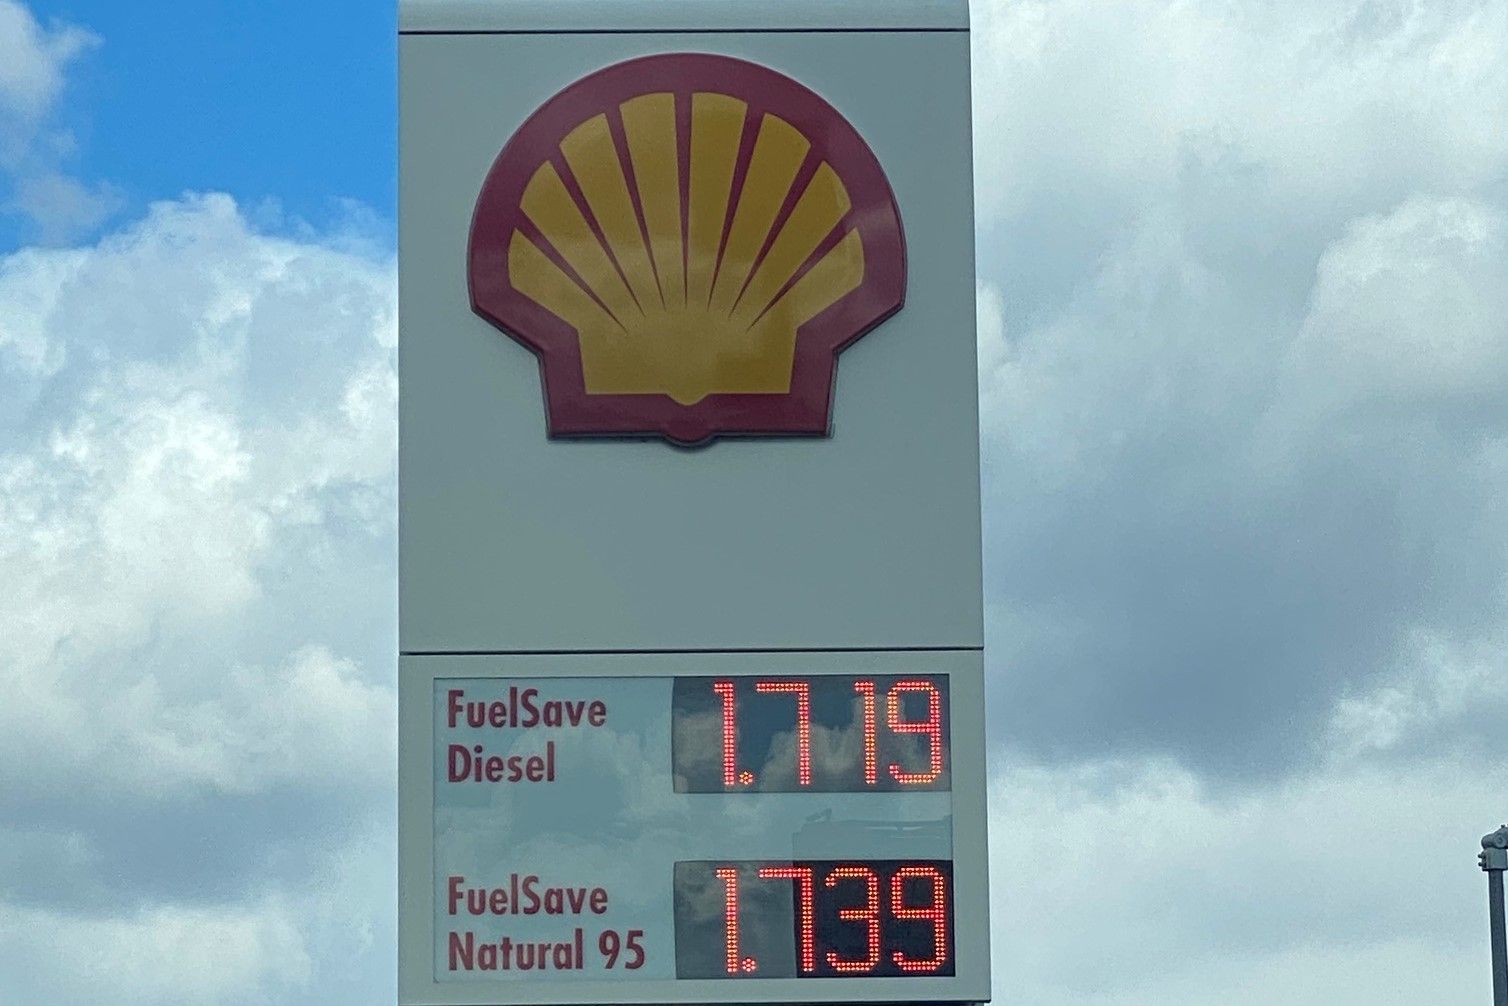 FuelSave 1.719
Diesel
FuelSave 1.739
Natural 95